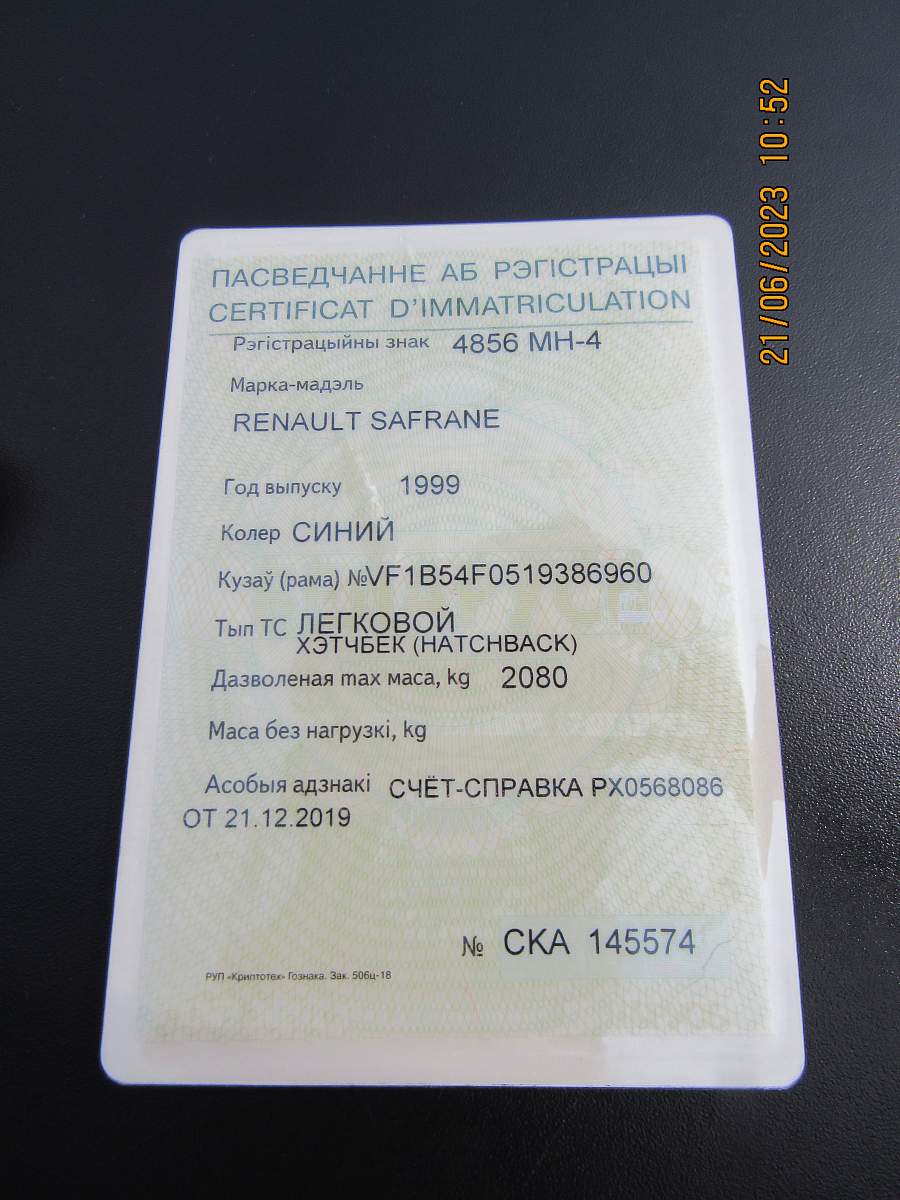 21/06/2023 10:52
ПАСВЕДЧАННЕ АБ РЭГІСТРАЦЫІ
CERTIFICAT D'IMMATRICULATION
Рэгістрацыйны знак 4856 МН-4
Марка-мадэль
RENAULT SAFRANE
Год выпуску 1999
Колер СИНИЙ
Кузаў (рама) №VF1B54F0519386960
Тып ТС ЛЕГКОВОЙ
ХЭТЧБЕК (HATCHBACK)
Дазволеная max маса, kg 2080
Маса без нагрузкі, kg
Асобыя адзнакі СЧЁТ-СПРАВКА РХ0568086
ОТ 21.12.2019
№ СКА 145574
РУП «Криптотех» Гознака. Зак. 506ц-18